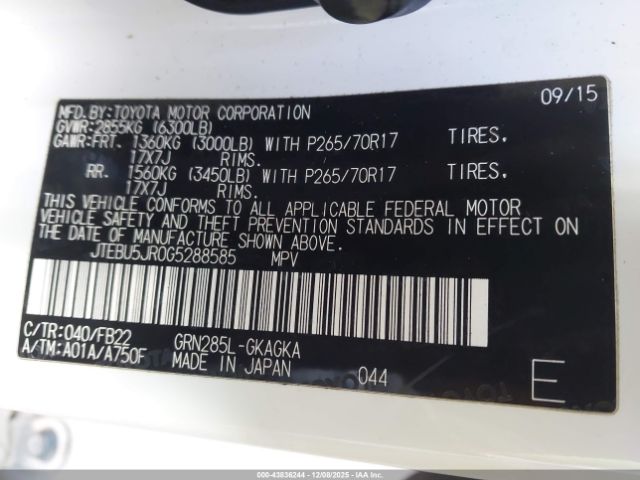 09/15
MFD.BY:TOYOTA MOTOR CORPORATION
GVWR:2855KG (6300LB)
GAWR:FRT. 1360KG (3000LB) WITH P265/70R17 TIRES.
17X7J RIMS.
RR. 1560KG (3450LB) WITH P265/70R17 TIRES.
17X7J RIMS.
THIS VEHICLE CONFORMS TO ALL APPLICABLE FEDERAL MOTOR
VEHICLE SAFETY AND THEFT PREVENTION STANDARDS IN EFFECT ON
THE DATE OF MANUFACTURE SHOWN ABOVE.
JTEBU5JR0G5288585 MPV
C/TR:040/FB22 GRN285L-GKAGKA
A/TM:A01A/A750F MADE IN JAPAN 044 E
000-43836244 | 12/08/2025 - IAAI.COM